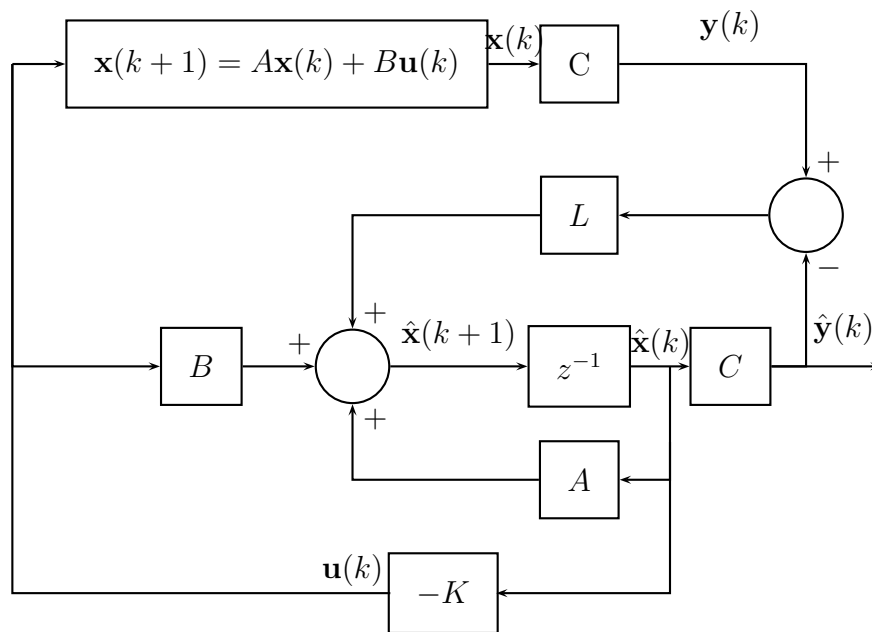 𝐱(k + 1) = A𝐱(k) + B𝐮(k)
𝐱(k)
C
𝐲(k)
+
L
−
+
𝐱̂(k+1)
+
B
z⁻¹
𝐱̂(k)
C
𝐲̂(k)
+
A
𝐮(k)
−K